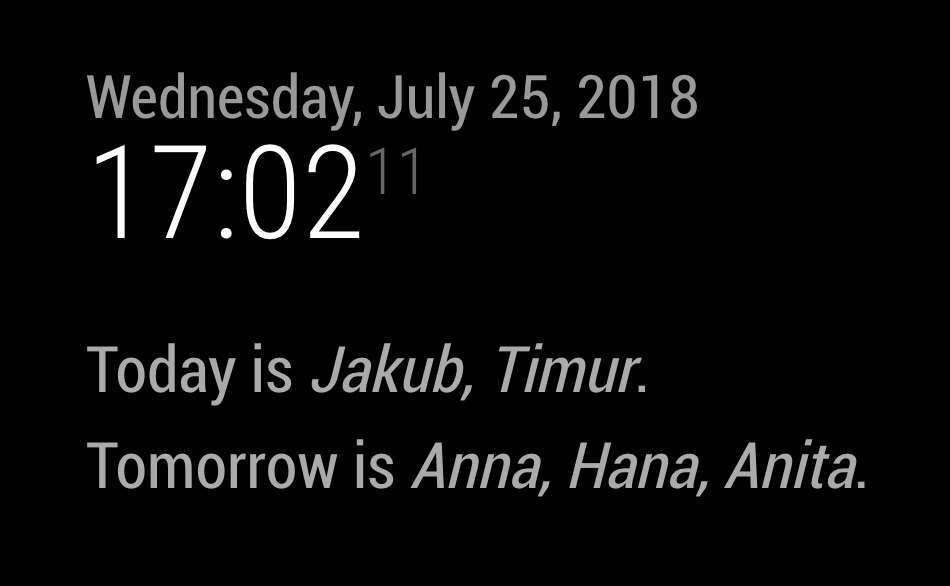 Wednesday, July 25, 2018
17:02 11
Today is Jakub, Timur.
Tomorrow is Anna, Hana, Anita.